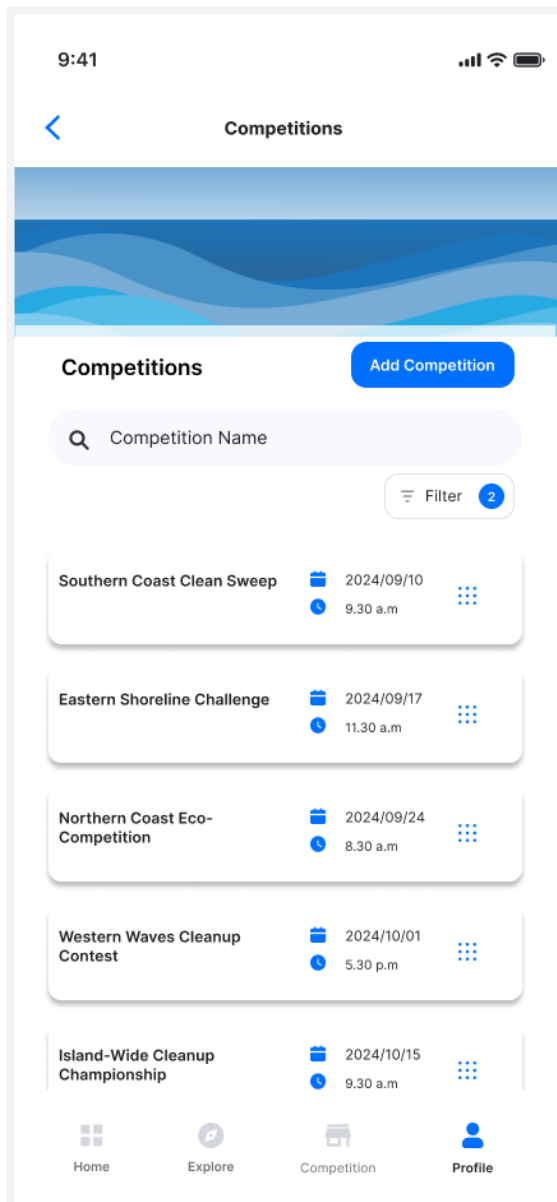 9:41
Competitions
Competitions
Add Competition
Competition Name
Filter 2
Southern Coast Clean Sweep
2024/09/10
9.30 a.m
Eastern Shoreline Challenge
2024/09/17
11.30 a.m
Northern Coast Eco-
Competition
2024/09/24
8.30 a.m
Western Waves Cleanup
Contest
2024/10/01
5.30 p.m
Island-Wide Cleanup
Championship
2024/10/15
9.30 a.m
Home
Explore
Competition
Profile